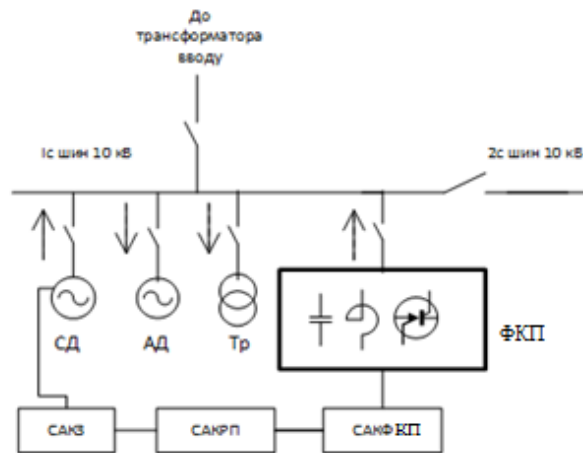 До
трансформатора
вводу
Іс шин 10 кВ
2с шин 10 кВ
СД
АД
Тр
ФКП
САКЗ
САКРП
САКФКП